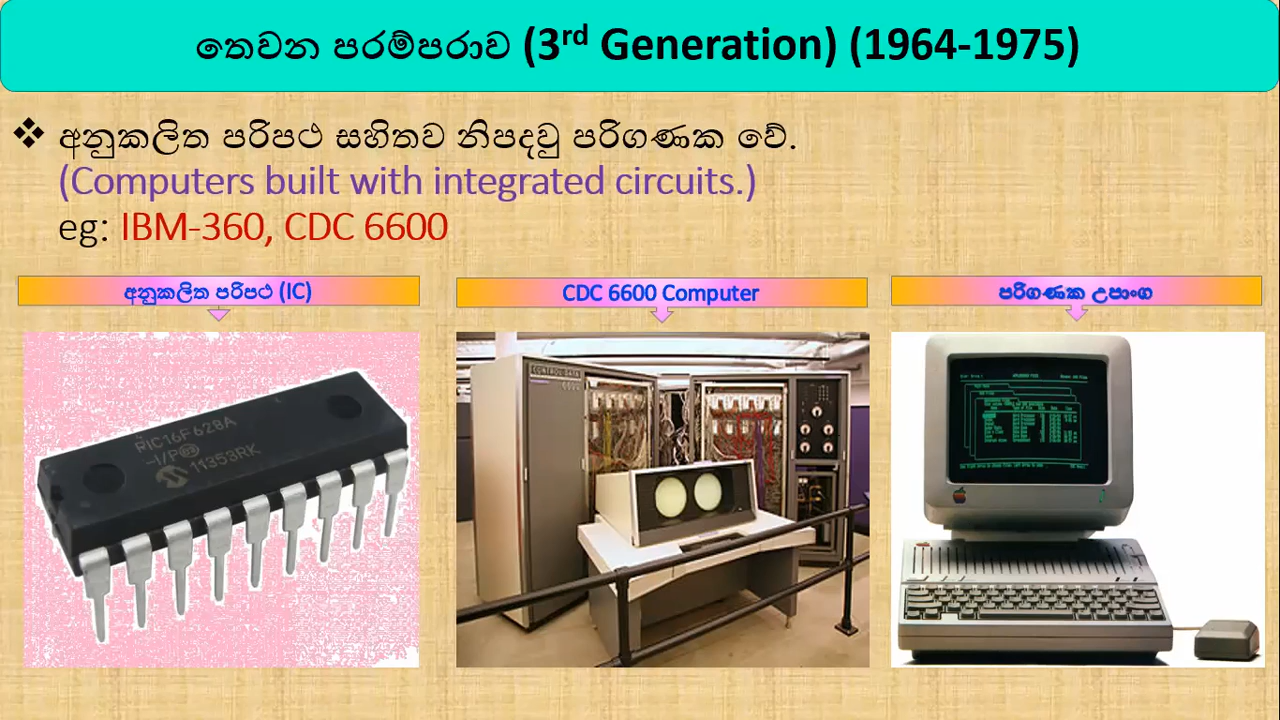 තෙවන පරම්පරාව (3rd Generation) (1964-1975)
❖ අනුකලිත පරිපථ සහිතව නිපදවු පරිගණක වේ.
(Computers built with integrated circuits.)
eg: IBM-360, CDC 6600
අනුකලිත පරිපථ (IC)
CDC 6600 Computer
පරිගණක උපාංග
PIC16F628A
-I/P
11353RK
CONTROL DATA